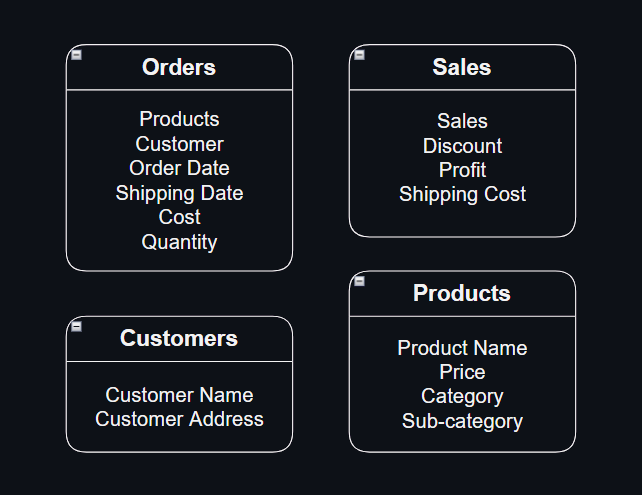 Orders
Products
Customer
Order Date
Shipping Date
Cost
Quantity
Sales
Sales
Discount
Profit
Shipping Cost
Customers
Customer Name
Customer Address
Products
Product Name
Price
Category
Sub-category